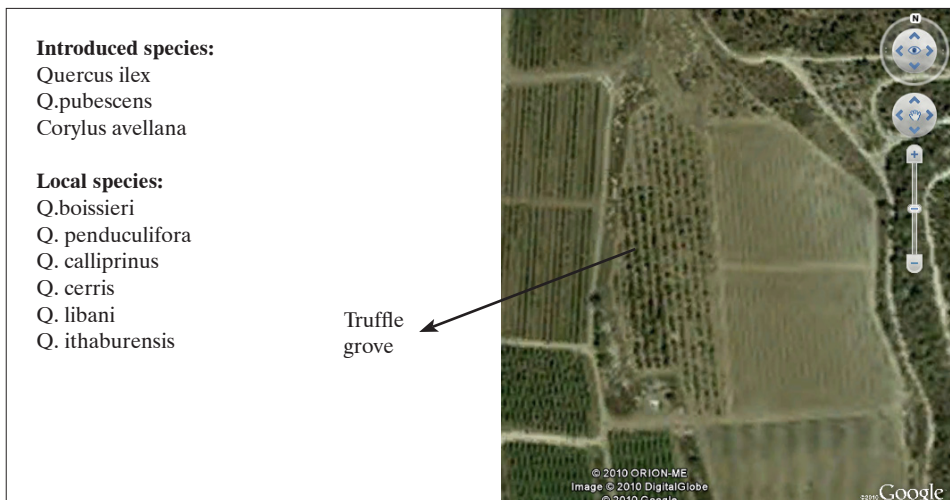 Introduced species:
Quercus ilex
Q.pubescens
Corylus avellana
Local species:
Q.boissieri
Q. penduculifora
Q. calliprinus
Q. cerris
Q. libani
Q. ithaburensis
Truffle
grove
N
© 2010 ORION-ME
Image © 2010 DigitalGlobe
© 2010 Google
©2010 Google